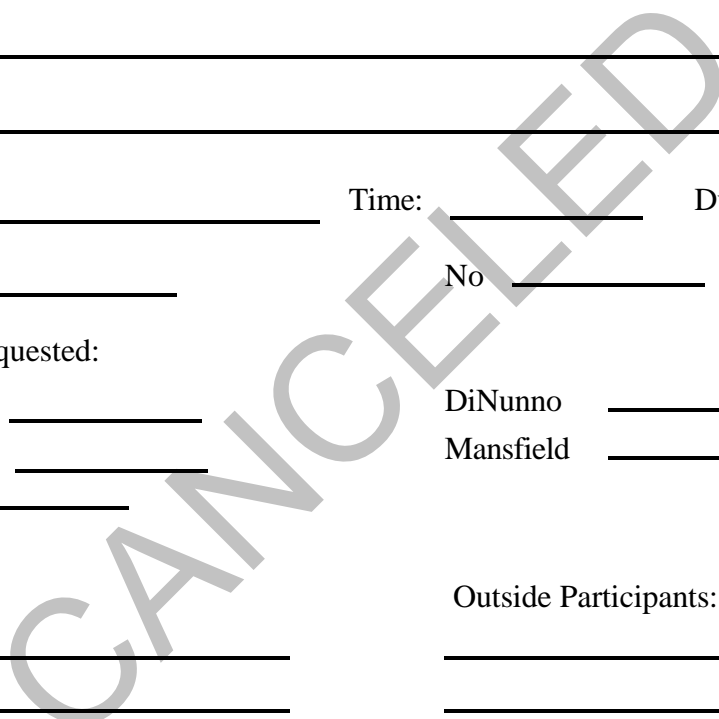 Time:
No
quested:
DiNunno
Mansfield
Outside Participants:
CANCELED